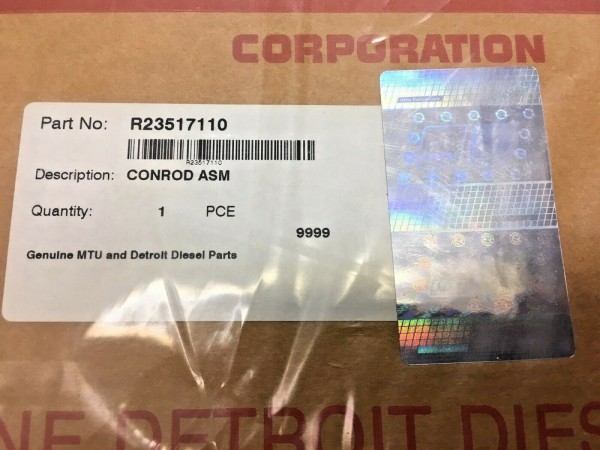 CORPORATION
Part No: R23517110
R23517110
Description: CONROD ASM
Quantity: 1 PCE
9999
Genuine MTU and Detroit Diesel Parts
NE DETROIT DIES